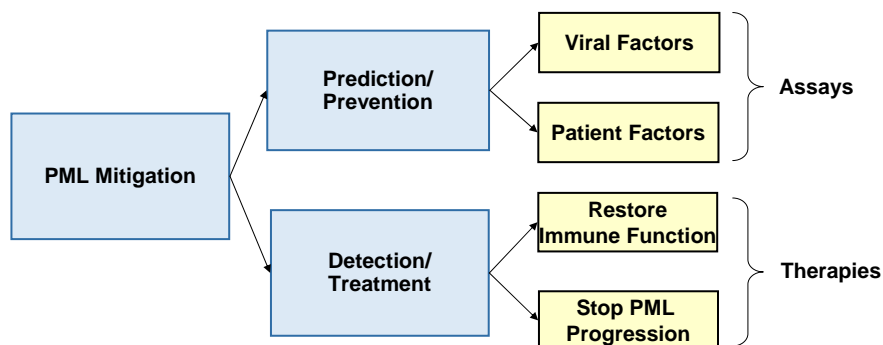 PML Mitigation
Prediction/
Prevention
Viral Factors
Patient Factors
Assays
Detection/
Treatment
Restore
Immune Function
Stop PML
Progression
Therapies